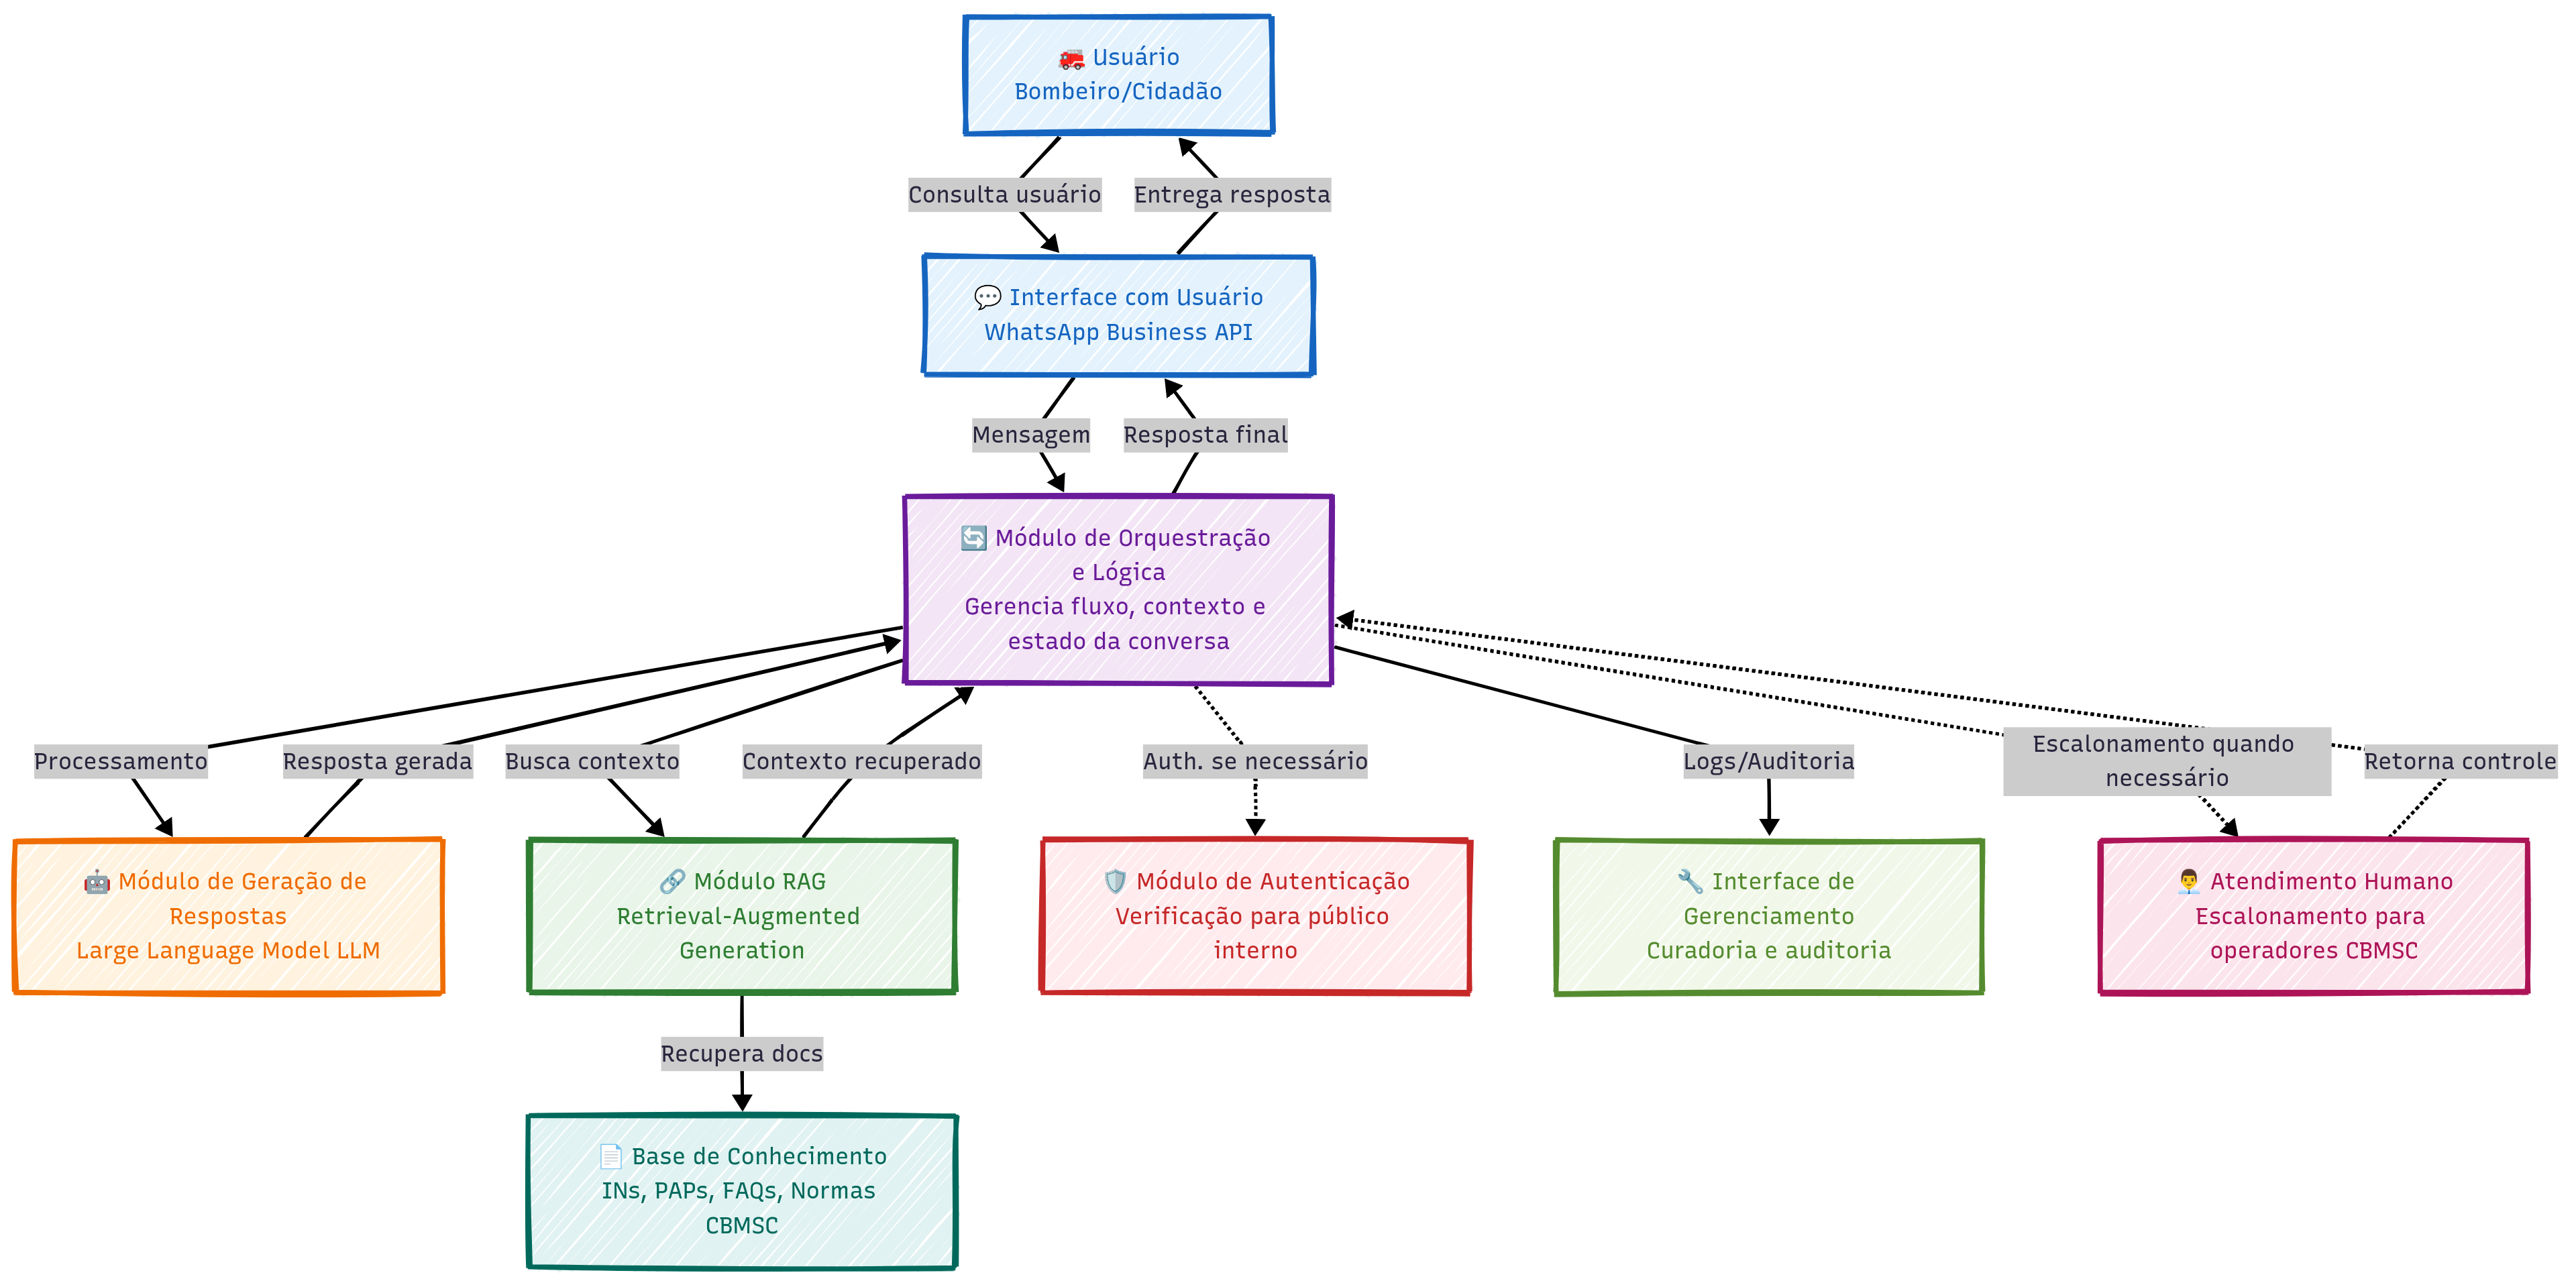 🚒 Usuário
Bombeiro/Cidadão
Consulta usuário
Entrega resposta
💬 Interface com Usuário
WhatsApp Business API
Mensagem
Resposta final
🔄 Módulo de Orquestração
e Lógica
Gerencia fluxo, contexto e
estado da conversa
Processamento
Resposta gerada
Busca contexto
Contexto recuperado
Auth. se necessário
Logs/Auditoria
Escalonamento quando
necessário
Retorna controle
🤖 Módulo de Geração de
Respostas
Large Language Model LLM
🔗 Módulo RAG
Retrieval-Augmented
Generation
🛡️ Módulo de Autenticação
Verificação para público
interno
🔧 Interface de
Gerenciamento
Curadoria e auditoria
👨‍💼 Atendimento Humano
Escalonamento para
operadores CBMSC
Recupera docs
📄 Base de Conhecimento
INs, PAPs, FAQs, Normas
CBMSC